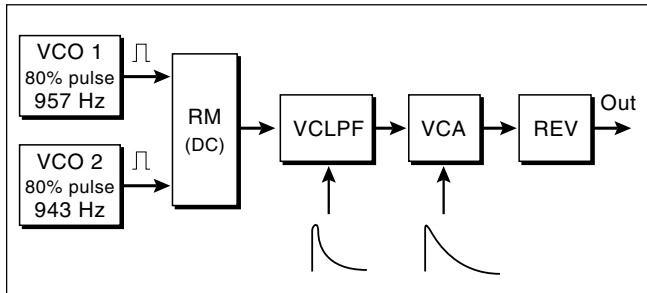 VCO 1
80% pulse
957 Hz
VCO 2
80% pulse
943 Hz
RM
(DC)
VCLPF
VCA
REV
Out